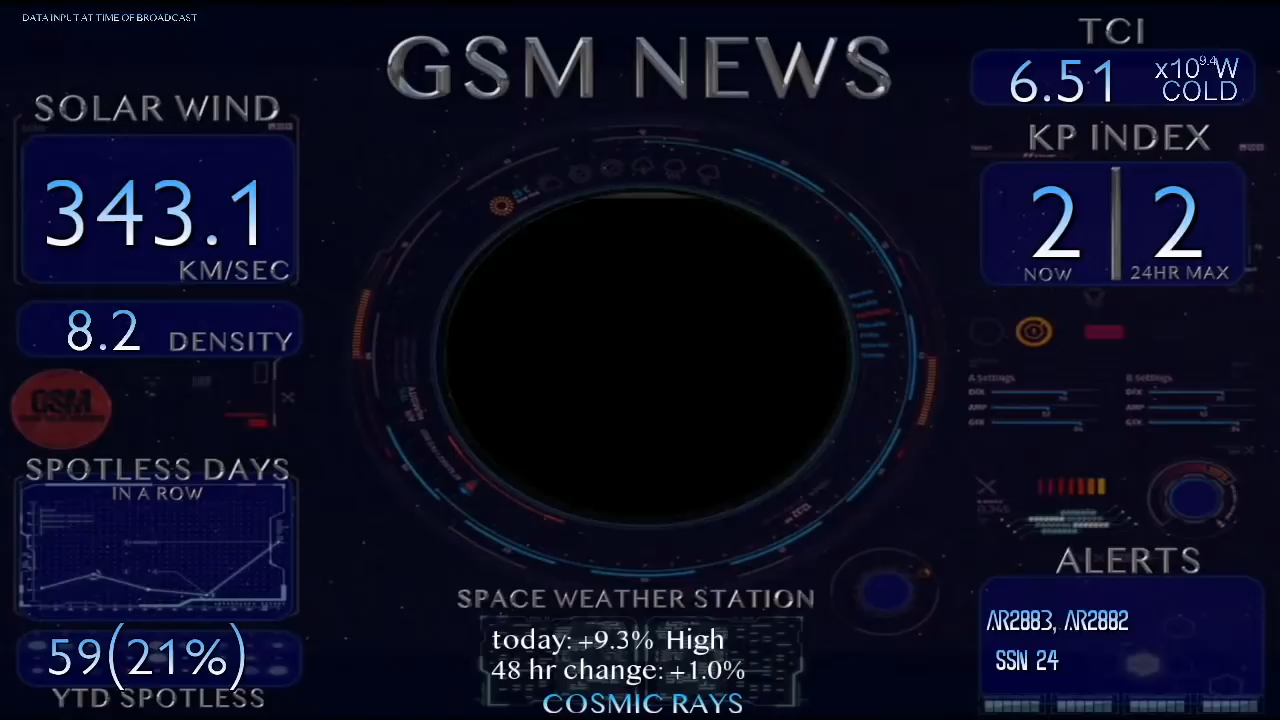 DATA INPUT AT TIME OF BROADCAST
GSM NEWS
TCI
6.51 x10^9.4 W
COLD
SOLAR WIND
343.1
KM/SEC
KP INDEX
2 2
NOW 24HR MAX
8.2 DENSITY
GSM
A Settings B Settings
SPOTLESS DAYS
IN A ROW
ALERTS
AR2883, AR2882
SSN 24
SPACE WEATHER STATION
today: +9.3% High
48 hr change: +1.0%
COSMIC RAYS
59(21%)
YTD SPOTLESS